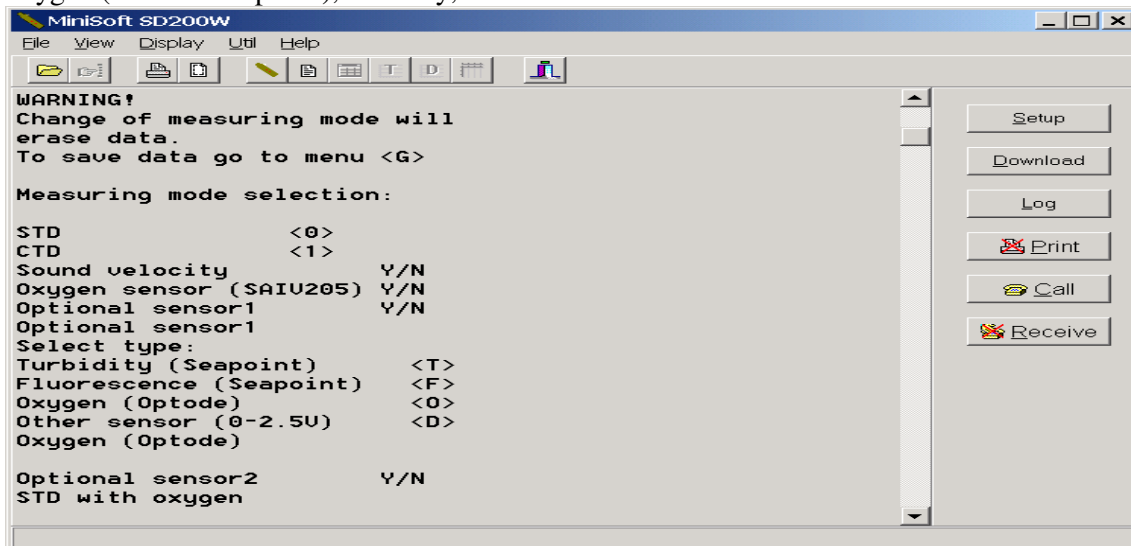 MiniSoft SD200W
File View Display Util Help
WARNING!
Change of measuring mode will
erase data.
To save data go to menu <G>
Measuring mode selection:
STD <0>
CTD <1>
Sound velocity Y/N
Oxygen sensor (SAIV205) Y/N
Optional sensor1 Y/N
Optional sensor1
Select type:
Turbidity (Seapoint) <T>
Fluorescence (Seapoint) <F>
Oxygen (Optode) <O>
Other sensor (0-2.5V) <D>
Oxygen (Optode)
Optional sensor2 Y/N
STD with oxygen
Setup
Download
Log
Print
Call
Receive